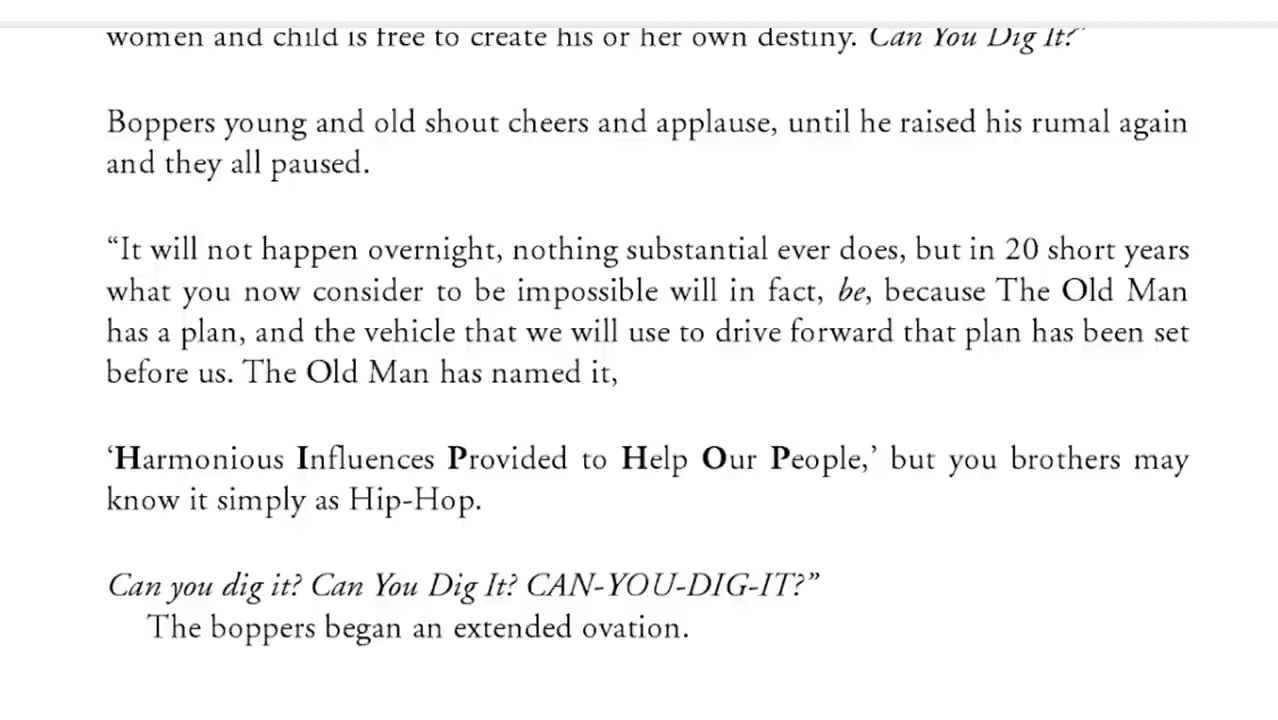 women and child is free to create his or her own destiny. Can You Dig It?”
Boppers young and old shout cheers and applause, until he raised his rumal again
and they all paused.
“It will not happen overnight, nothing substantial ever does, but in 20 short years
what you now consider to be impossible will in fact, be, because The Old Man
has a plan, and the vehicle that we will use to drive forward that plan has been set
before us. The Old Man has named it,
‘Harmonious Influences Provided to Help Our People,’ but you brothers may
know it simply as Hip-Hop.
Can you dig it? Can You Dig It? CAN-YOU-DIG-IT?”
The boppers began an extended ovation.